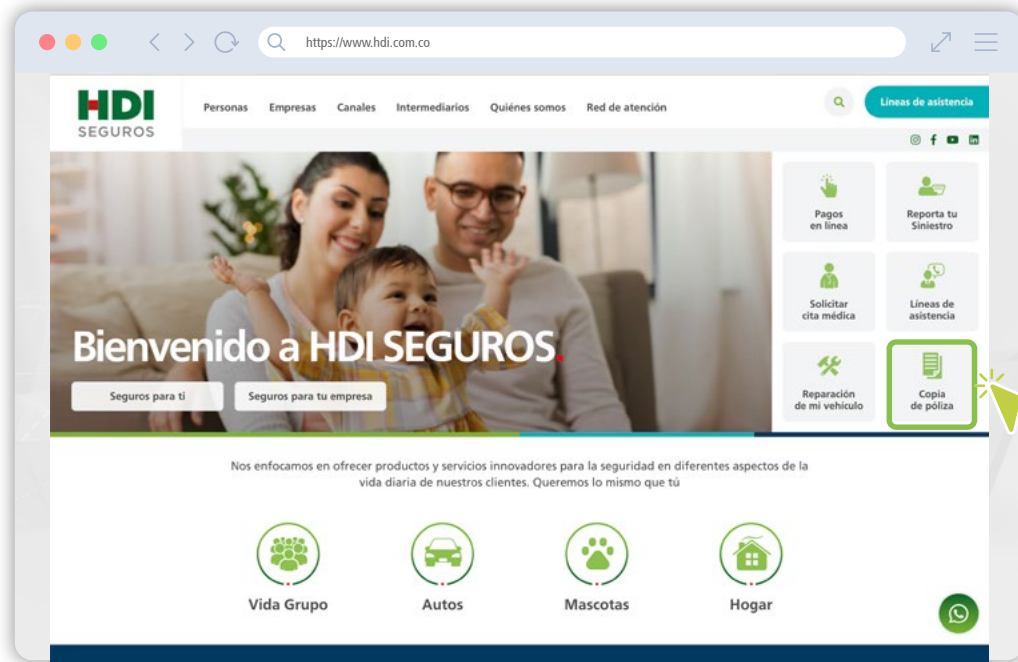 https://www.hdi.com.co
HDI
SEGUROS
Personas Empresas Canales Intermediarios Quiénes somos Red de atención
Líneas de asistencia
Pagos
en línea
Reporta tu
Siniestro
Solicitar
cita médica
Líneas de
asistencia
Bienvenido a HDI SEGUROS.
Seguros para ti
Seguros para tu empresa
Reparación
de mi vehículo
Copia
de póliza
Nos enfocamos en ofrecer productos y servicios innovadores para la seguridad en diferentes aspectos de la
vida diaria de nuestros clientes. Queremos lo mismo que tú
Vida Grupo
Autos
Mascotas
Hogar